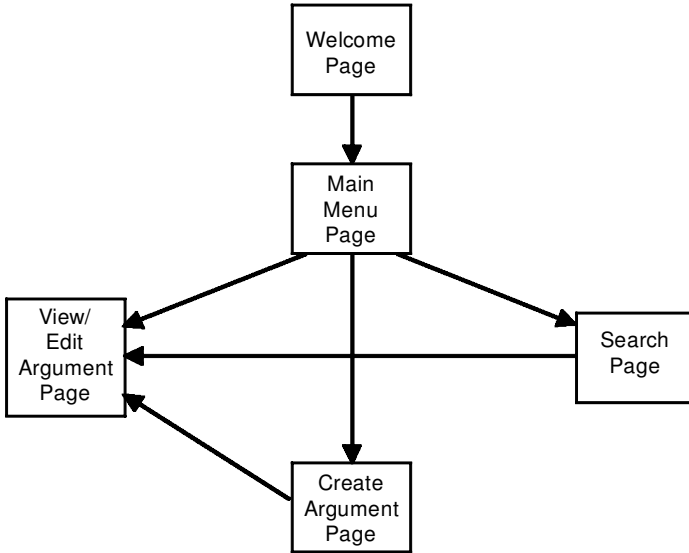 Welcome
Page
Main
Menu
Page
View/
Edit
Argument
Page
Search
Page
Create
Argument
Page